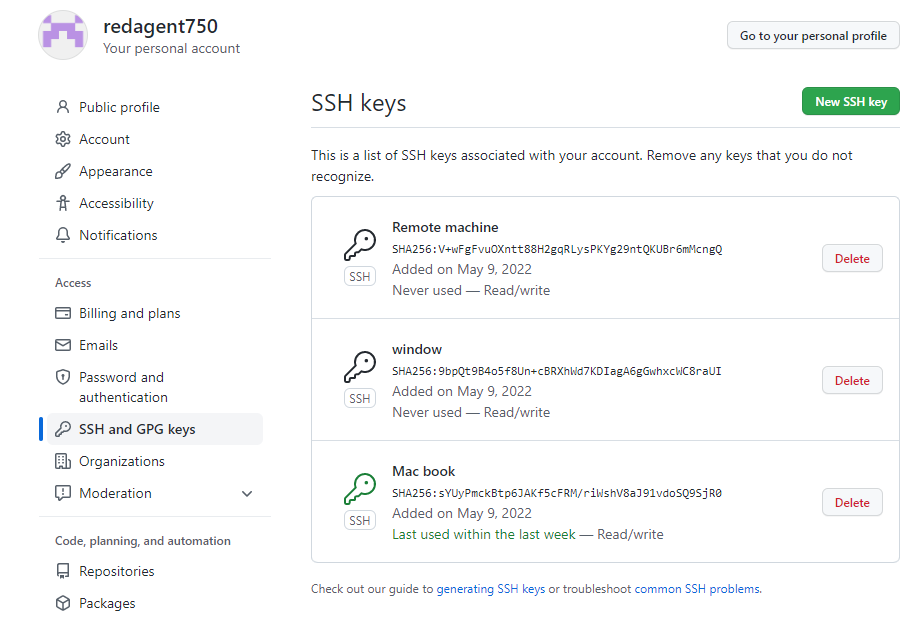 redagent750
Your personal account
Go to your personal profile
Public profile
Account
Appearance
Accessibility
Notifications
Access
Billing and plans
Emails
Password and
authentication
SSH and GPG keys
Organizations
Moderation
Code, planning, and automation
Repositories
Packages
SSH keys
New SSH key
This is a list of SSH keys associated with your account. Remove any keys that you do not
recognize.
Remote machine
SHA256:V+wFgFvuOXntt88H2gqRLysPKYg29ntQKUBr6mMcngQ
SSH
Added on May 9, 2022
Never used — Read/write
Delete
window
SHA256:9bpQt9B4o5f8Un+cBRXhWd7KDIagA6gGwhxcWC8raUI
SSH
Added on May 9, 2022
Never used — Read/write
Delete
Mac book
SHA256:sYUyPmckBtp6JAKf5cFRM/riWshV8aJ91vdoSQ9SjR0
SSH
Added on May 9, 2022
Last used within the last week — Read/write
Delete
Check out our guide to generating SSH keys or troubleshoot common SSH problems.